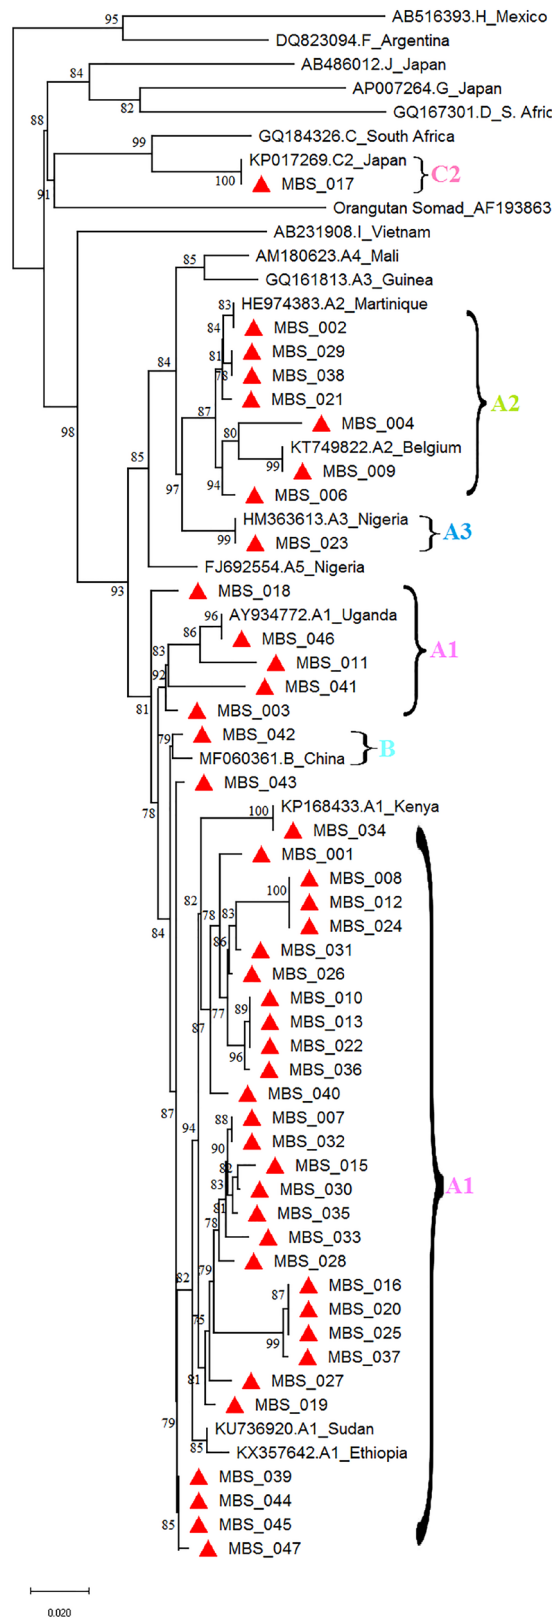 95
AB516393.H_Mexico
DQ823094.F_Argentina
AB486012.J_Japan
84
AP007264.G_Japan
82
GQ167301.D_S. Afric
88
99
GQ184326.C_South Africa
KP017269.C2_Japan
C2
100
MBS_017
91
Orangutan Somad_AF193863
AB231908.I_Vietnam
85
AM180623.A4_Mali
GQ161813.A3_Guinea
83
HE974383.A2_Martinique
84
MBS_002
81
MBS_029
84
78
MBS_038
MBS_021
A2
87
MBS_004
98
80
KT749822.A2_Belgium
85
99
MBS_009
97
94
MBS_006
HM363613.A3_Nigeria
A3
99
MBS_023
FJ692554.A5_Nigeria
93
MBS_018
96
AY934772.A1_Uganda
86
MBS_046
83
A1
92
MBS_011
MBS_041
81
MBS_003
79
MBS_042
B
MF060361.B_China
MBS_043
78
100
KP168433.A1_Kenya
MBS_034
MBS_001
100
MBS_008
82
MBS_012
78
83
MBS_024
84
86
MBS_031
MBS_026
89
MBS_010
77
MBS_013
87
MBS_022
96
MBS_036
MBS_040
87
88
MBS_007
94
90
MBS_032
82
MBS_015
83
MBS_030
A1
81
MBS_035
78
MBS_033
MBS_028
82
79
87
MBS_016
MBS_020
75
MBS_025
99
MBS_037
81
MBS_027
MBS_019
79
KU736920.A1_Sudan
85
KX357642.A1_Ethiopia
MBS_039
MBS_044
85
MBS_045
MBS_047
0.020